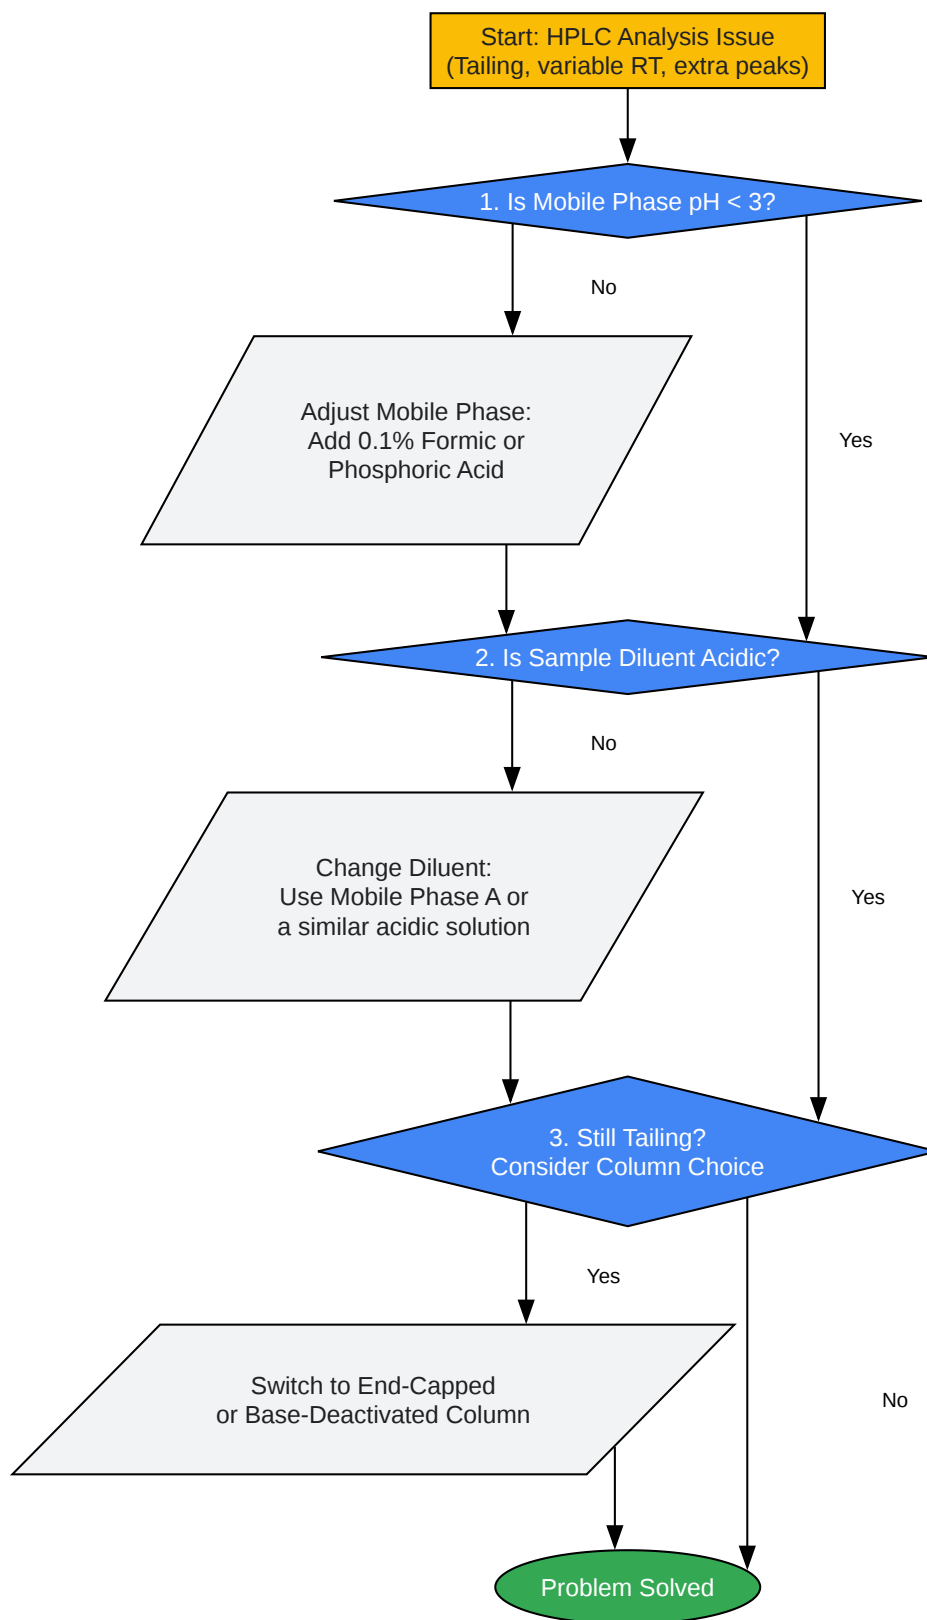 Start: HPLC Analysis Issue
(Tailing, variable RT, extra peaks)
1. Is Mobile Phase pH < 3?
No
Adjust Mobile Phase:
Add 0.1% Formic or
Phosphoric Acid
Yes
2. Is Sample Diluent Acidic?
No
Change Diluent:
Use Mobile Phase A or
a similar acidic solution
Yes
3. Still Tailing?
Consider Column Choice
Yes
Switch to End-Capped
or Base-Deactivated Column
No
Problem Solved